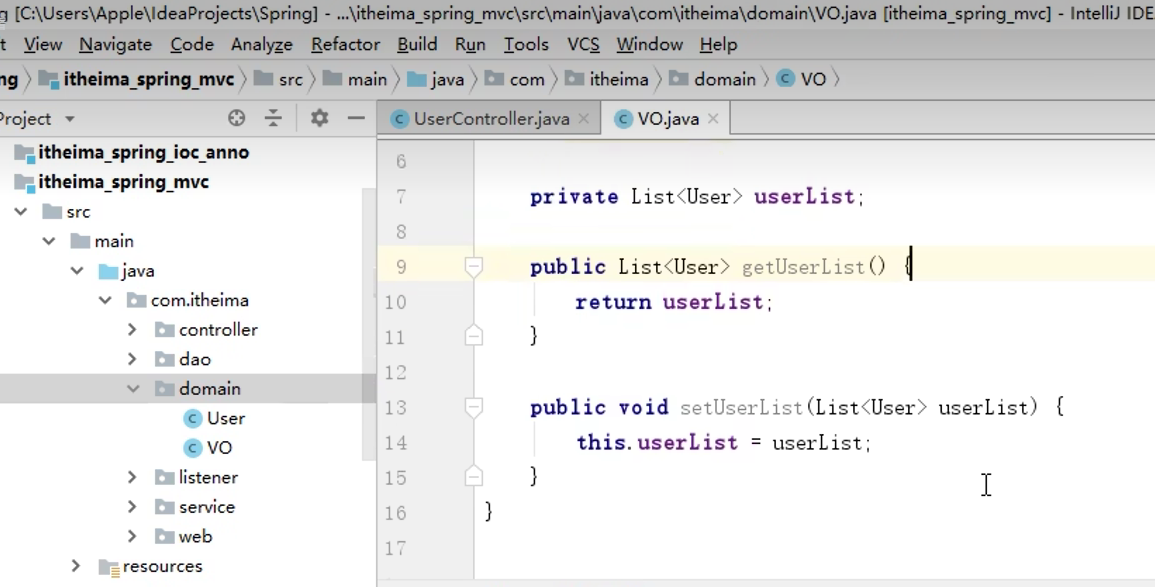 g [C:\Users\Apple\IdeaProjects\Spring] - ...\itheima_spring_mvc\src\main\java\com\itheima\domain\VO.java [itheima_spring_mvc] - IntelliJ IDE
t View Navigate Code Analyze Refactor Build Run Tools VCS Window Help
ng itheima_spring_mvc src main java com itheima domain VO
Project
UserController.java VO.java
itheima_spring_ioc_anno
itheima_spring_mvc
src
main
java
com.itheima
controller
dao
domain
User
VO
listener
service
web
resources
6
7 private List<User> userList;
8
9 public List<User> getUserList() {
10 return userList;
11 }
12
13 public void setUserList(List<User> userList) {
14 this.userList = userList;
15 }
16 }
17